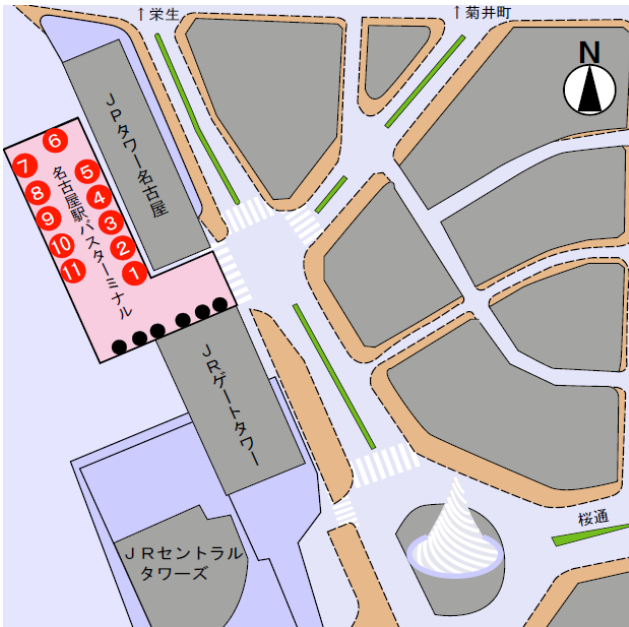 ↑栄生
↑菊井町
N
JPタワー名古屋
名古屋駅バスターミナル
6
7
5
8
4
9
3
10
2
11
1
JRゲートタワー
桜通
JRセントラル
タワーズ